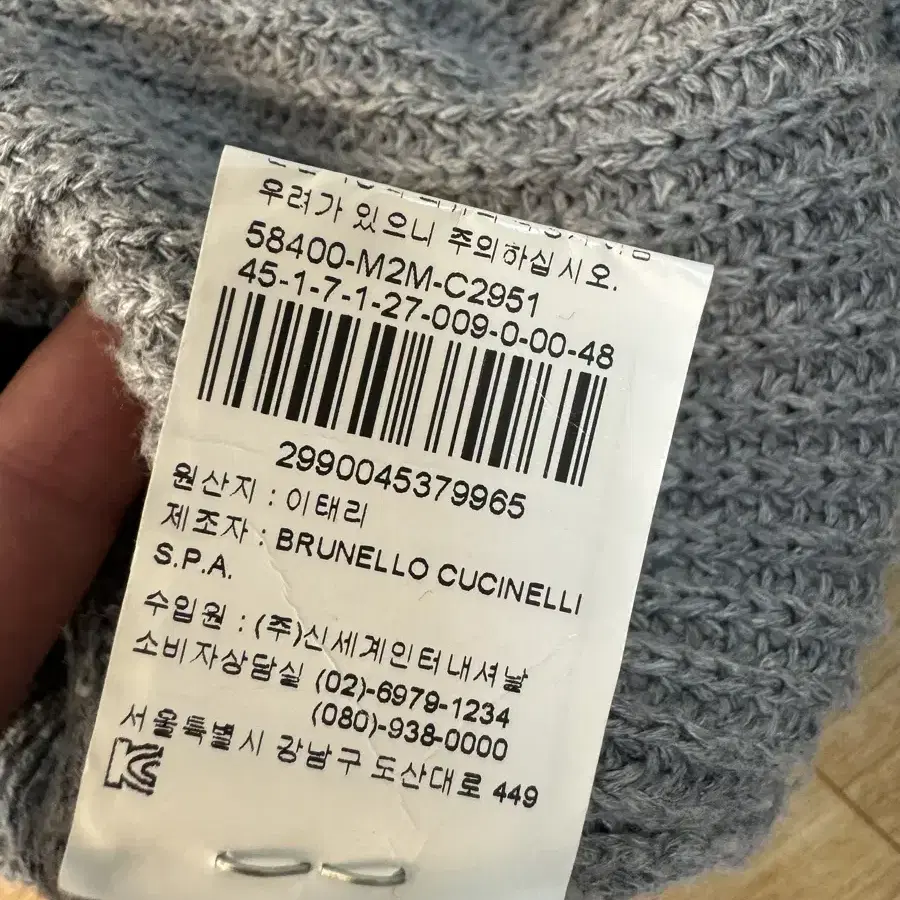 우려가 있으니 주의하십시오.
58400-M2M-C2951
45-1-7-1-27-009-0-00-48
2990045379965
원산지 : 이태리
제조자 : BRUNELLO CUCINELLI
S.P.A.
수입원 : (주)신세계인터내셔날
소비자상담실 (02)-6979-1234
(080)-938-0000
서울특별시 강남구 도산대로 449